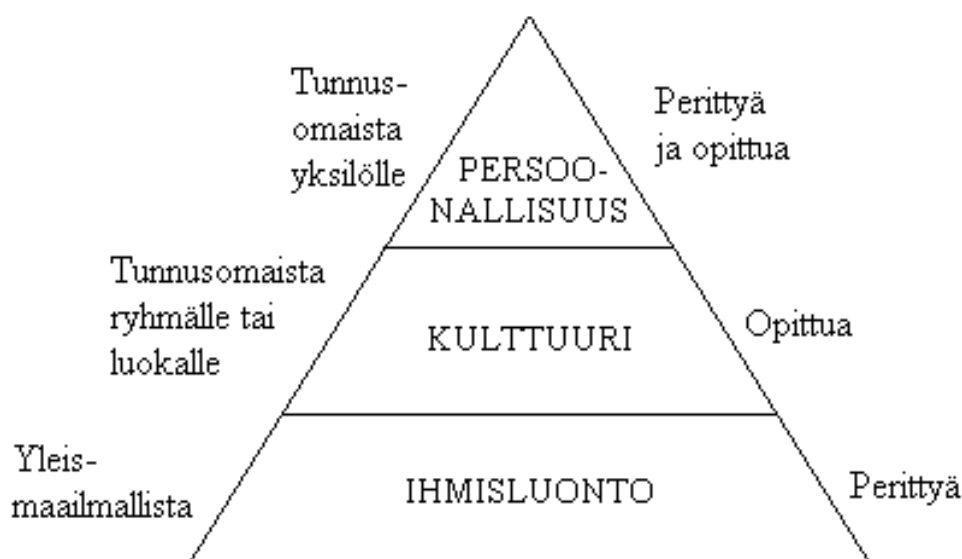 Tunnus-
omaista
yksilölle
PERSOO-
NALLISUUS
Perittyä
ja opittua
Tunnusomaista
ryhmälle tai
luokalle
KULTTUURI
Opittua
Yleis-
maailmallista
IHMISLUONTO
Perittyä